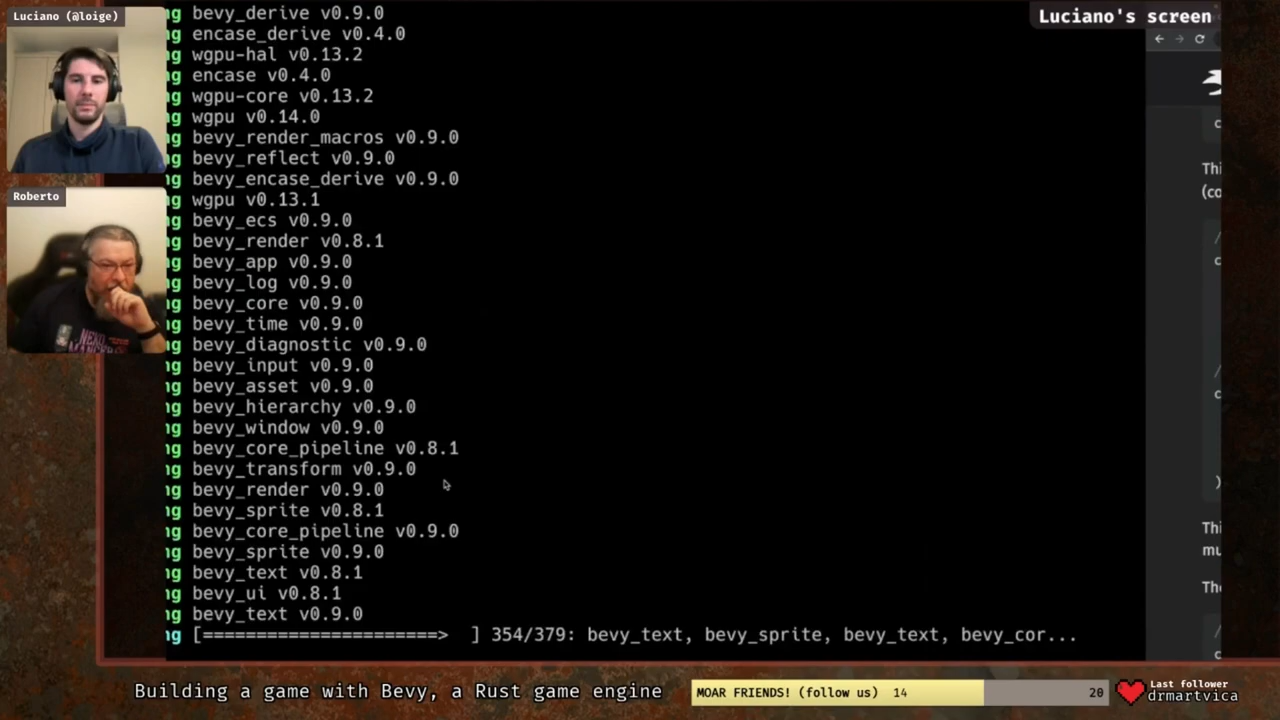 Luciano (@loige)
Roberto
Luciano's screen
ng bevy_derive v0.9.0
ng encase_derive v0.4.0
ng wgpu-hal v0.13.2
ng encase v0.4.0
ng wgpu-core v0.13.2
ng wgpu v0.14.0
ng bevy_render_macros v0.9.0
ng bevy_reflect v0.9.0
ng bevy_encase_derive v0.9.0
ng wgpu v0.13.1
ng bevy_ecs v0.9.0
ng bevy_render v0.8.1
ng bevy_app v0.9.0
ng bevy_log v0.9.0
ng bevy_core v0.9.0
ng bevy_time v0.9.0
ng bevy_diagnostic v0.9.0
ng bevy_input v0.9.0
ng bevy_asset v0.9.0
ng bevy_hierarchy v0.9.0
ng bevy_window v0.9.0
ng bevy_core_pipeline v0.8.1
ng bevy_transform v0.9.0
ng bevy_render v0.9.0
ng bevy_sprite v0.8.1
ng bevy_core_pipeline v0.9.0
ng bevy_sprite v0.9.0
ng bevy_text v0.8.1
ng bevy_ui v0.8.1
ng bevy_text v0.9.0
ng [======================>  ] 354/379: bevy_text, bevy_sprite, bevy_text, bevy_cor...
c
Thi
(co
/
c
/
c
)
Thi
mu
The
/
c
Building a game with Bevy, a Rust game engine
MOAR FRIENDS! (follow us) 14 20
Last follower
drmartvica